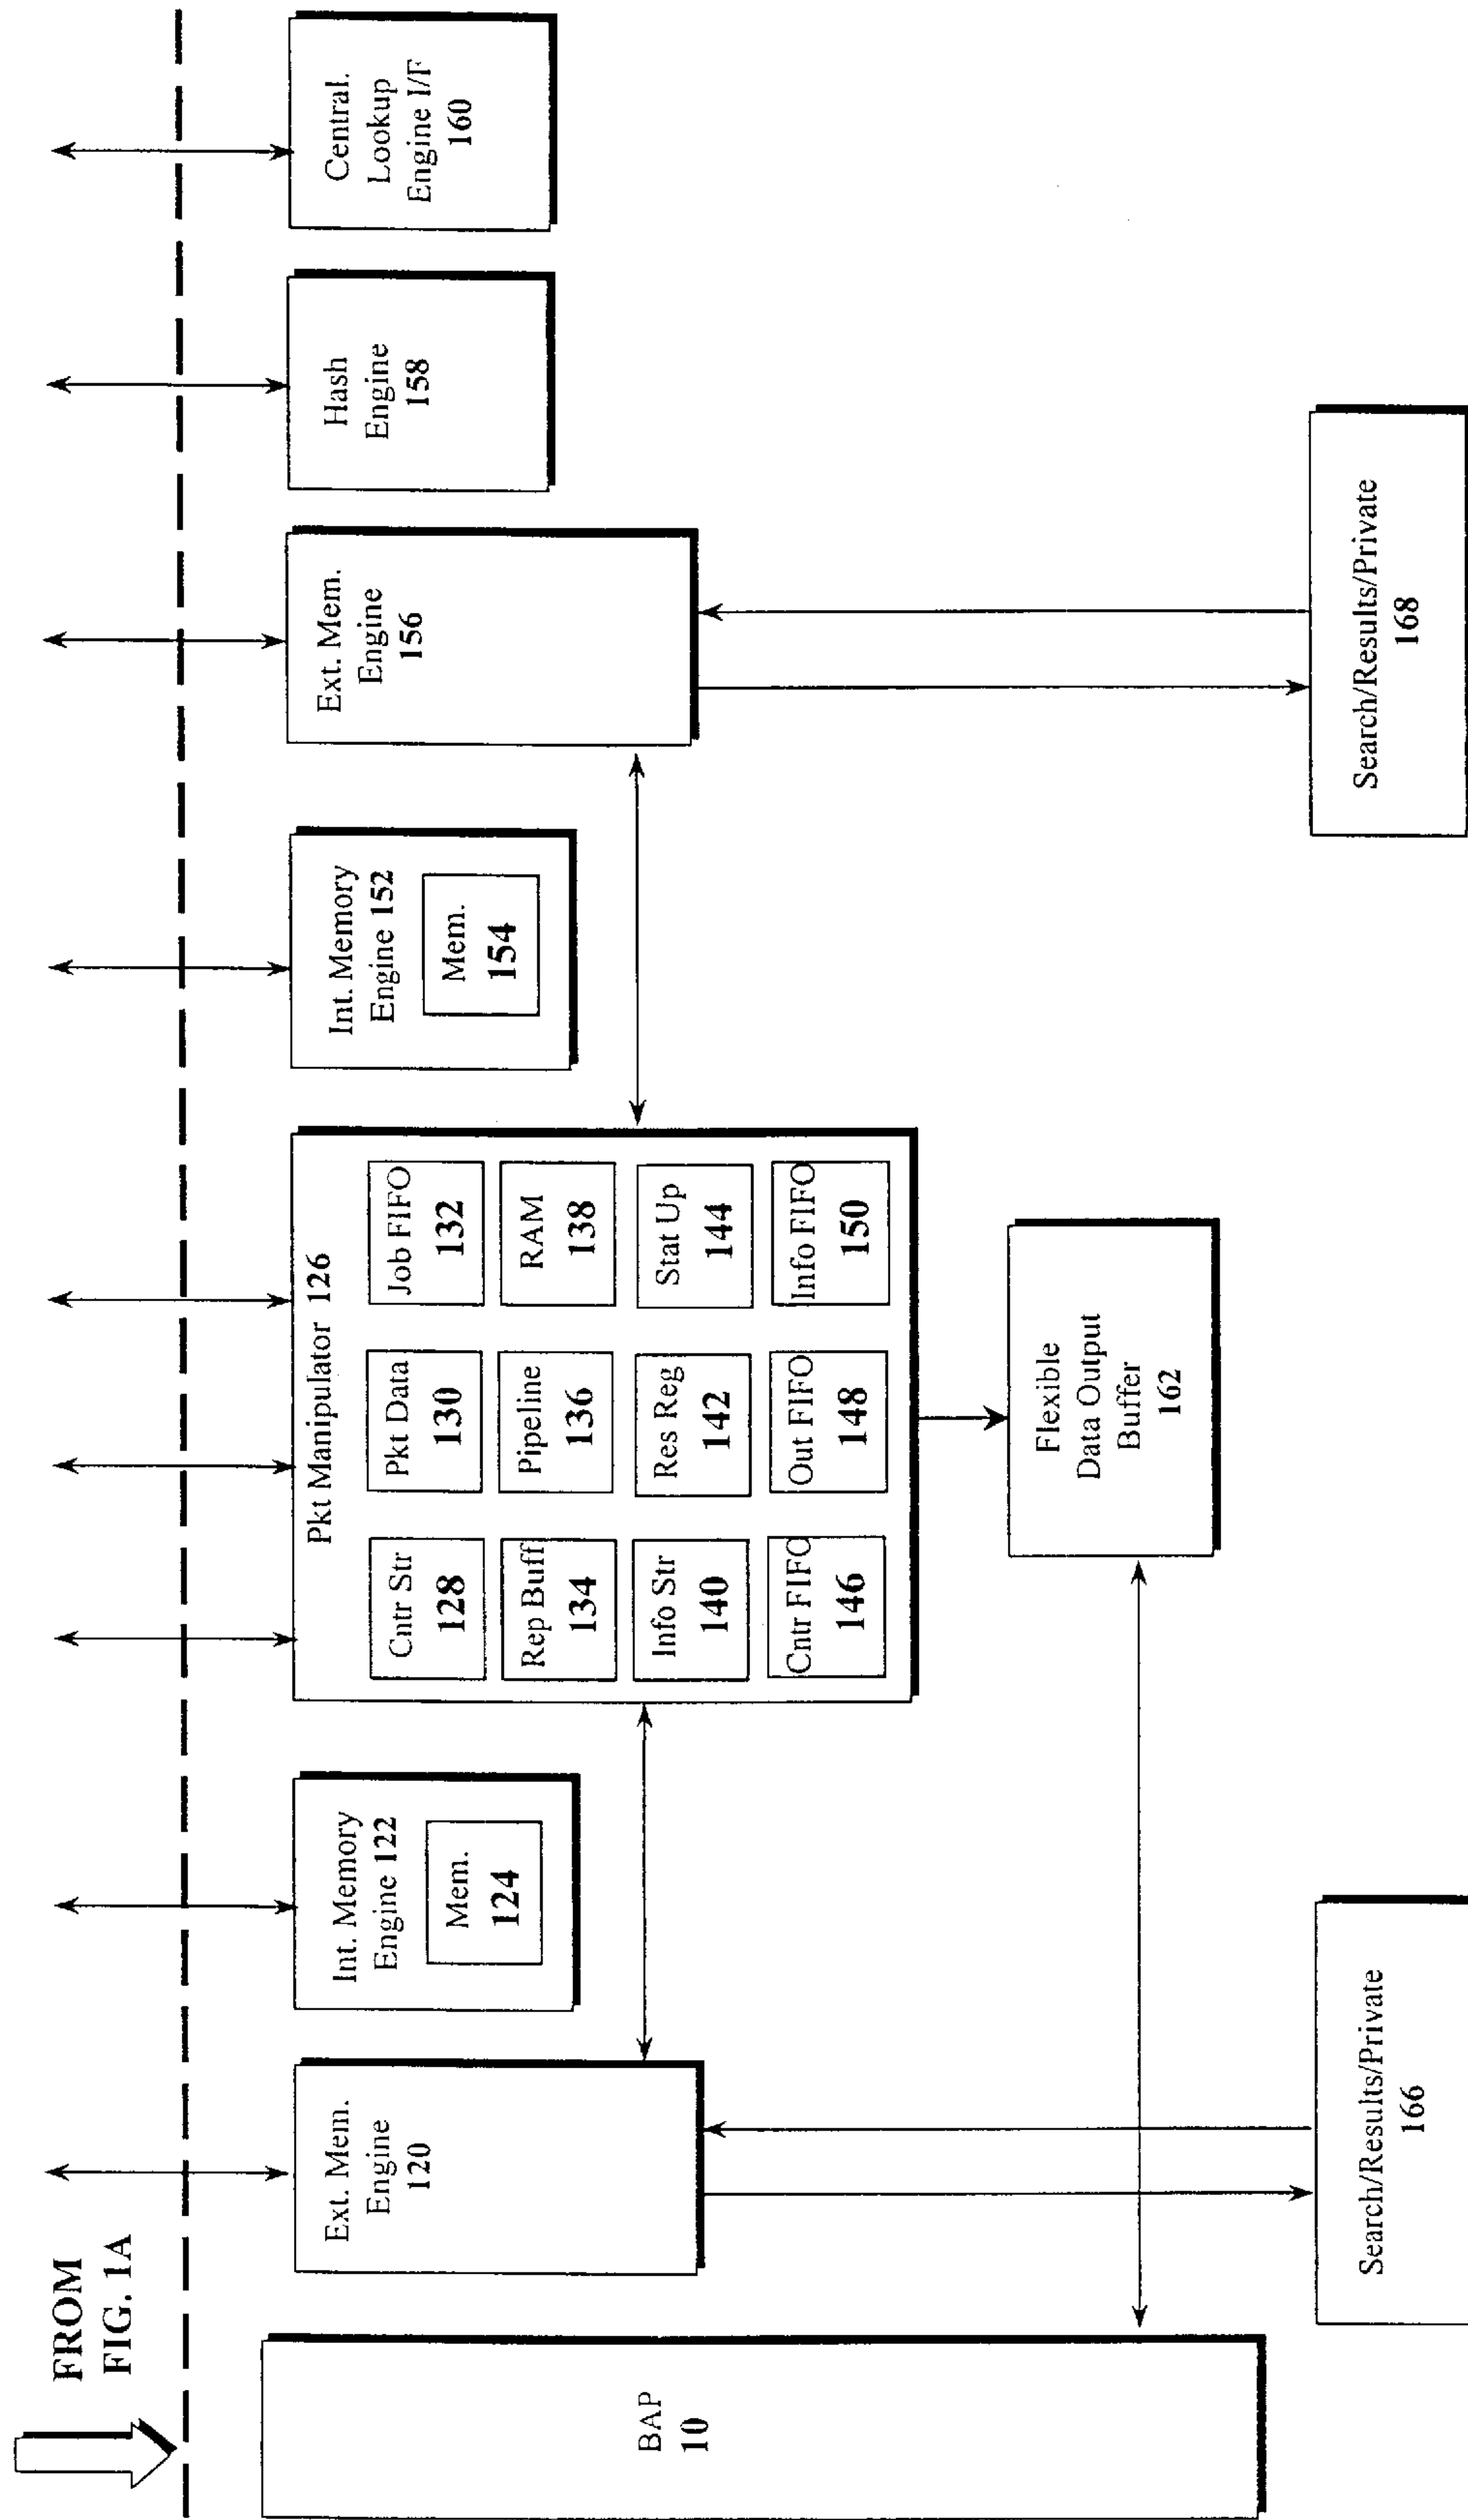 FROM
FIG. 1A
BAP
10
Ext. Mem.
Engine
120
Int. Memory
Engine 122
Mem.
124
Pkt Manipulator 126
Cntr Str
128
Pkt Data
130
Job FIFO
132
Rep Buff
134
Pipeline
136
RAM
138
Info Str
140
Res Reg
142
Stat Up
144
Cntr FIFO
146
Out FIFO
148
Info FIFO
150
Int. Memory
Engine 152
Mem.
154
Ext. Mem.
Engine
156
Hash
Engine
158
Central.
Lookup
Engine I/F
160
Flexible
Data Output
Buffer
162
Search/Results/Private
166
Search/Results/Private
168